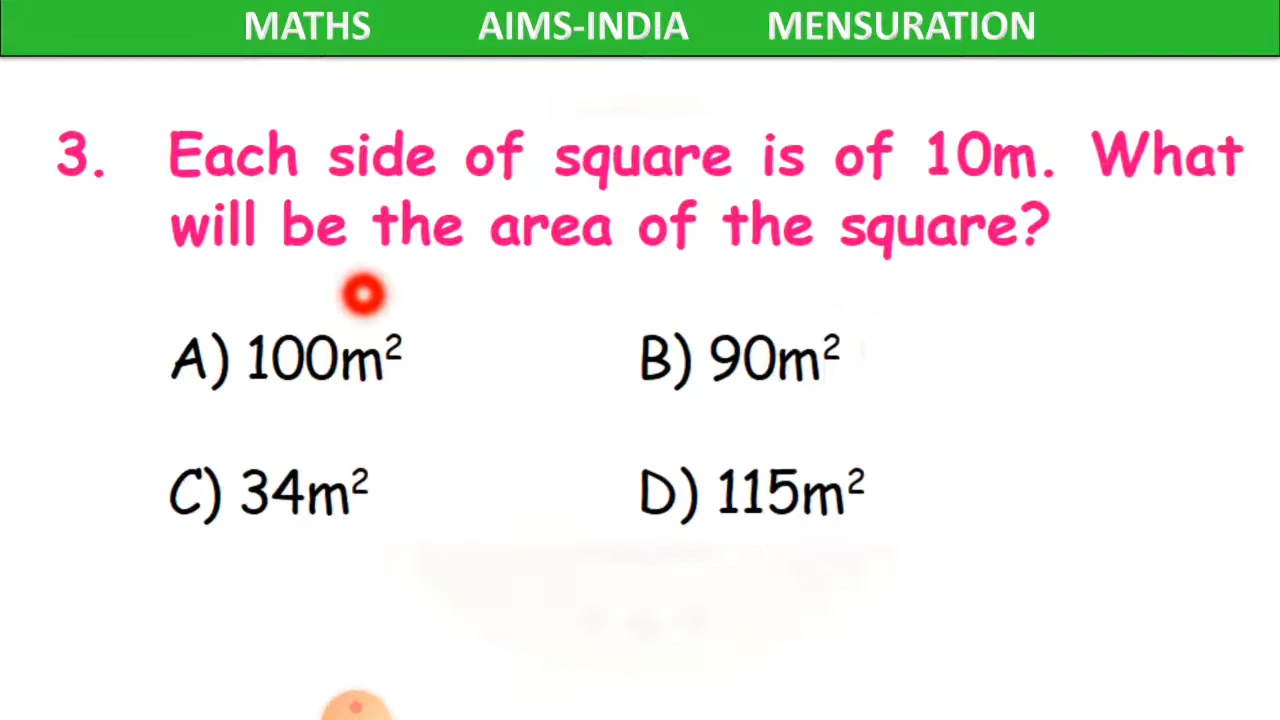 MATHS AIMS-INDIA MENSURATION
3. Each side of square is of 10m. What
will be the area of the square?
A) 100m² B) 90m²
C) 34m² D) 115m²